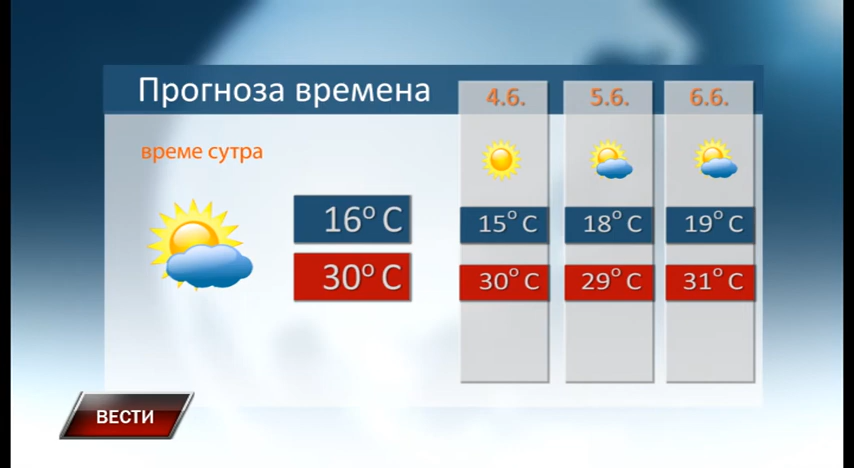 Прогноза времена
4.6. 5.6. 6.6.
време сутра
16° C 15° C 18° C 19° C
30° C 30° C 29° C 31° C
ВЕСТИ